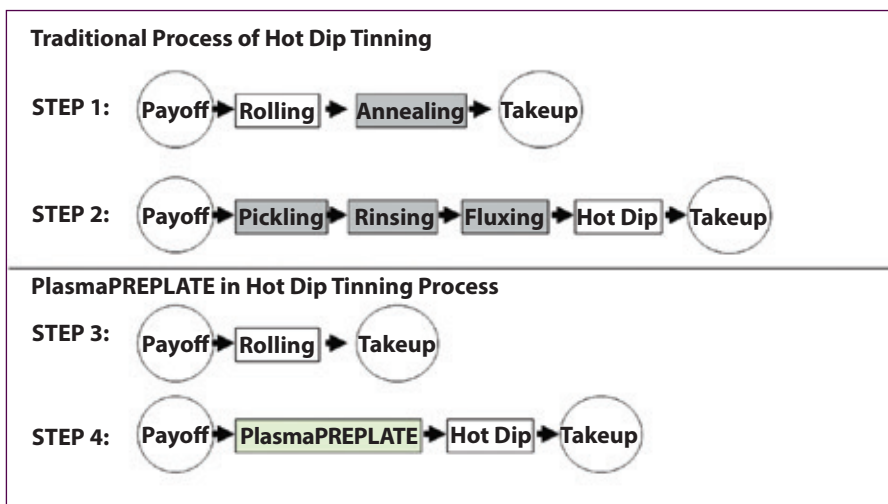 Traditional Process of Hot Dip Tinning
STEP 1: Payoff Rolling Annealing Takeup
STEP 2: Payoff Pickling Rinsing Fluxing Hot Dip Takeup
PlasmaPREPLATE in Hot Dip Tinning Process
STEP 3: Payoff Rolling Takeup
STEP 4: Payoff PlasmaPREPLATE Hot Dip Takeup